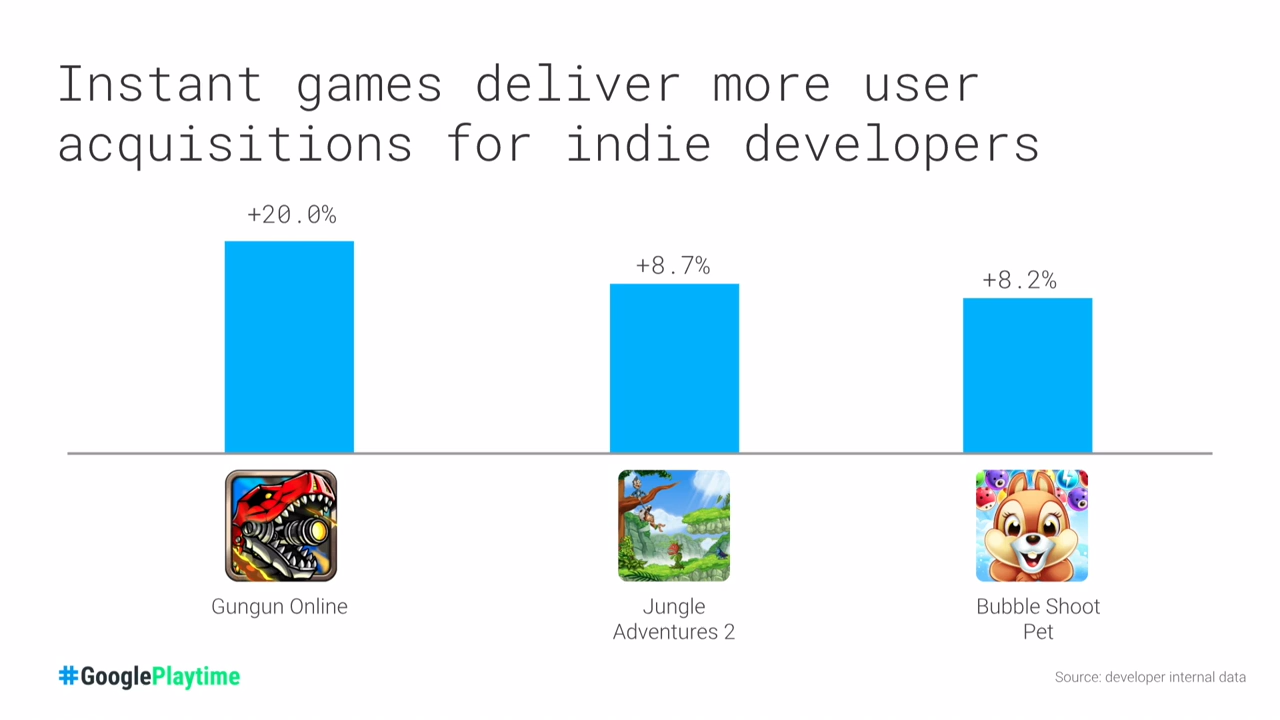 Instant games deliver more user
acquisitions for indie developers
+20.0%
+8.7%
+8.2%
Gungun Online
Jungle
Adventures 2
Bubble Shoot
Pet
#GooglePlaytime
Source: developer internal data